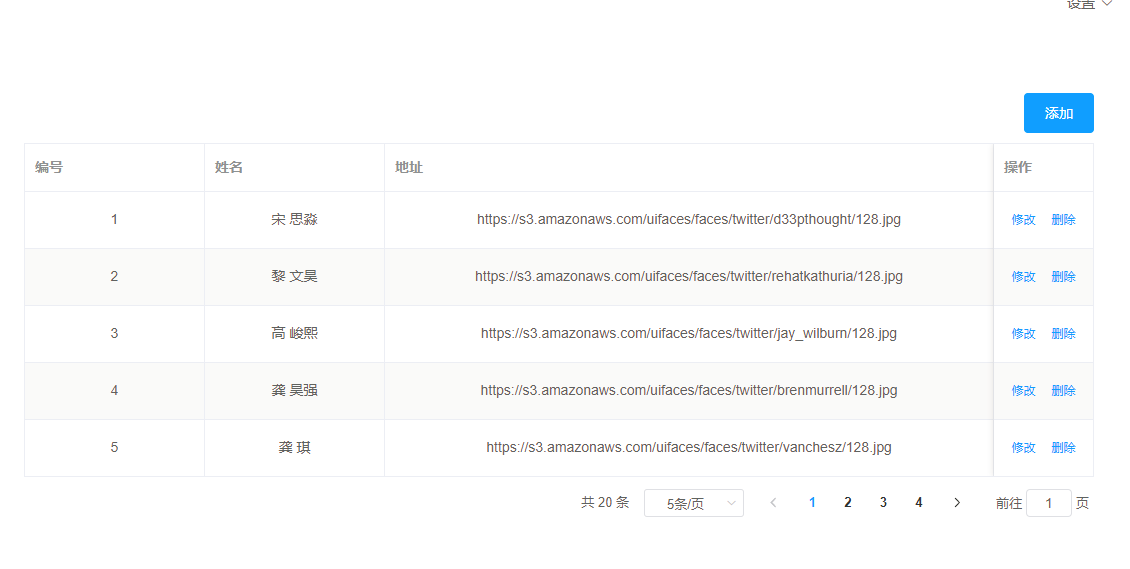 设置
添加
编号 姓名 地址 操作
1 宋 思淼 https://s3.amazonaws.com/uifaces/faces/twitter/d33pthought/128.jpg 修改 删除
2 黎 文昊 https://s3.amazonaws.com/uifaces/faces/twitter/rehatkathuria/128.jpg 修改 删除
3 高 峻熙 https://s3.amazonaws.com/uifaces/faces/twitter/jay_wilburn/128.jpg 修改 删除
4 龚 昊强 https://s3.amazonaws.com/uifaces/faces/twitter/brenmurrell/128.jpg 修改 删除
5 龚 琪 https://s3.amazonaws.com/uifaces/faces/twitter/vanchesz/128.jpg 修改 删除
共 20 条 5条/页 1 2 3 4 前往 1 页